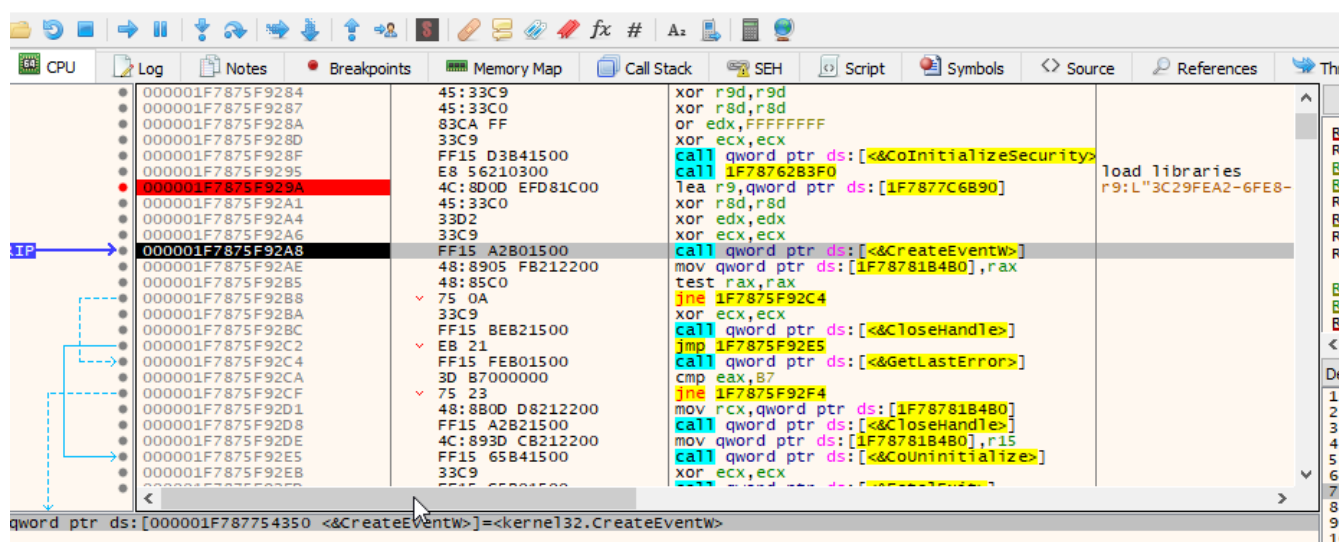 fx # A₂
64 CPU Log Notes Breakpoints Memory Map Call Stack SEH Script Symbols Source References Thr
000001F7875F9284 45:33C9 xor r9d,r9d
000001F7875F9287 45:33C0 xor r8d,r8d
000001F7875F928A 83CA FF or edx,FFFFFFFF
000001F7875F928D 33C9 xor ecx,ecx
000001F7875F928F FF15 D3B41500 call qword ptr ds:[<&CoInitializeSecurity>
000001F7875F9295 E8 56210300 call 1F78762B3F0 load libraries
000001F7875F929A 4C:8D0D EFD81C00 lea r9,qword ptr ds:[1F7877C6B90] r9:L"3C29FEA2-6FE8-
000001F7875F92A1 45:33C0 xor r8d,r8d
000001F7875F92A4 33D2 xor edx,edx
000001F7875F92A6 33C9 xor ecx,ecx
RIP 000001F7875F92A8 FF15 A2B01500 call qword ptr ds:[<&CreateEventW>]
000001F7875F92AE 48:8905 FB212200 mov qword ptr ds:[1F78781B4B0],rax
000001F7875F92B5 48:85C0 test rax,rax
000001F7875F92B8 75 0A jne 1F7875F92C4
000001F7875F92BA 33C9 xor ecx,ecx
000001F7875F92BC FF15 BEB21500 call qword ptr ds:[<&CloseHandle>]
000001F7875F92C2 EB 21 jmp 1F7875F92E5
000001F7875F92C4 FF15 FEB01500 call qword ptr ds:[<&GetLastError>]
000001F7875F92CA 3D B7000000 cmp eax,B7
000001F7875F92CF 75 23 jne 1F7875F92F4
000001F7875F92D1 48:8B0D D8212200 mov rcx,qword ptr ds:[1F78781B4B0]
000001F7875F92D8 FF15 A2B21500 call qword ptr ds:[<&CloseHandle>]
000001F7875F92DE 4C:893D CB212200 mov qword ptr ds:[1F78781B4B0],r15
000001F7875F92E5 FF15 65B41500 call qword ptr ds:[<&CoUninitialize>]
000001F7875F92EB 33C9 xor ecx,ecx
qword ptr ds:[000001F787754350 <&CreateEventW>]=<kernel32.CreateEventW>